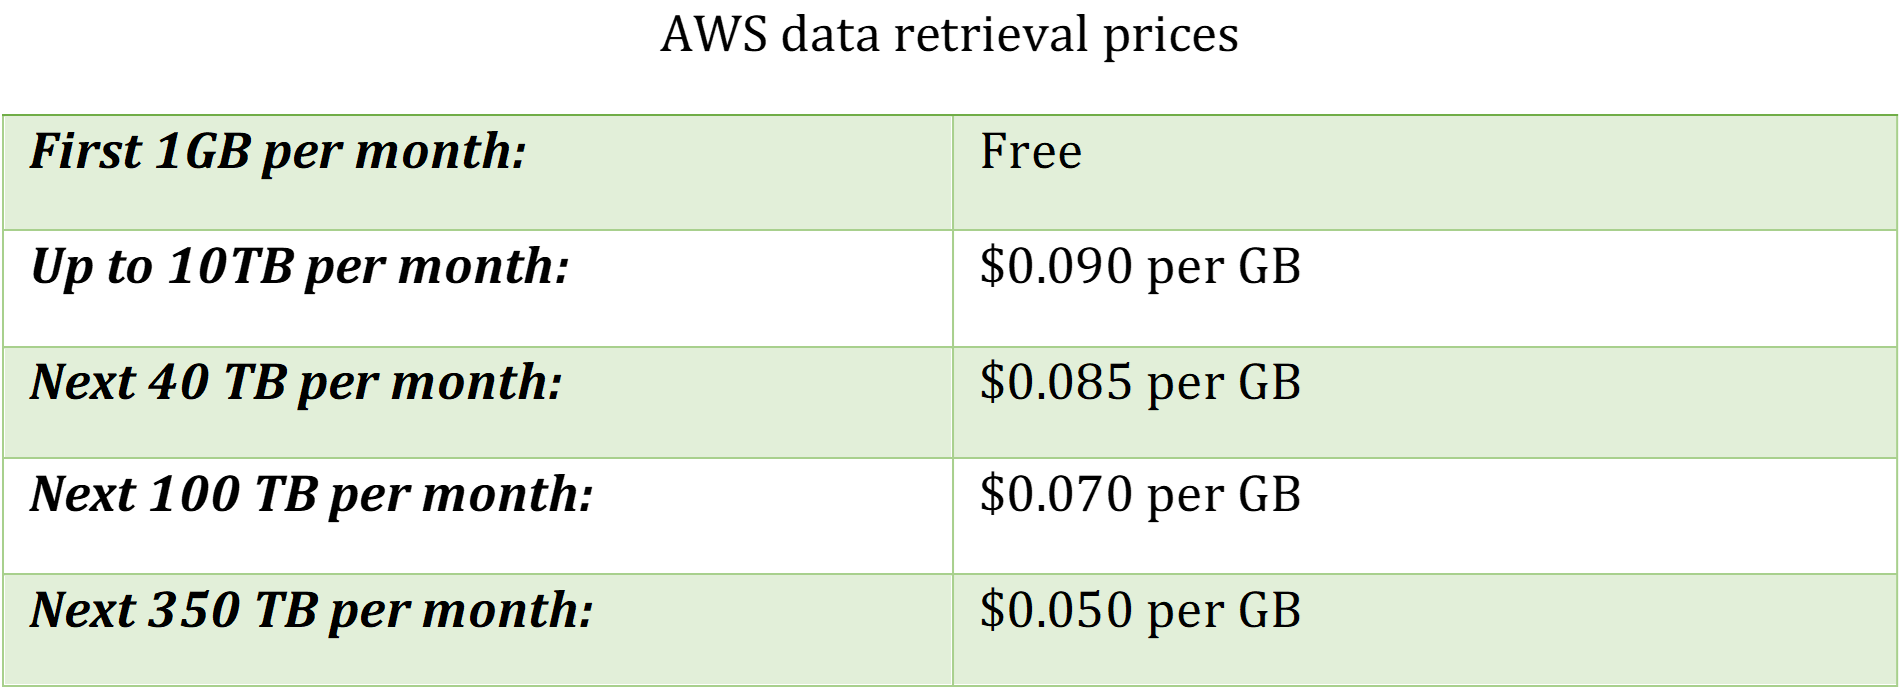 AWS data retrieval prices
First 1GB per month: Free
Up to 10TB per month: $0.090 per GB
Next 40 TB per month: $0.085 per GB
Next 100 TB per month: $0.070 per GB
Next 350 TB per month: $0.050 per GB